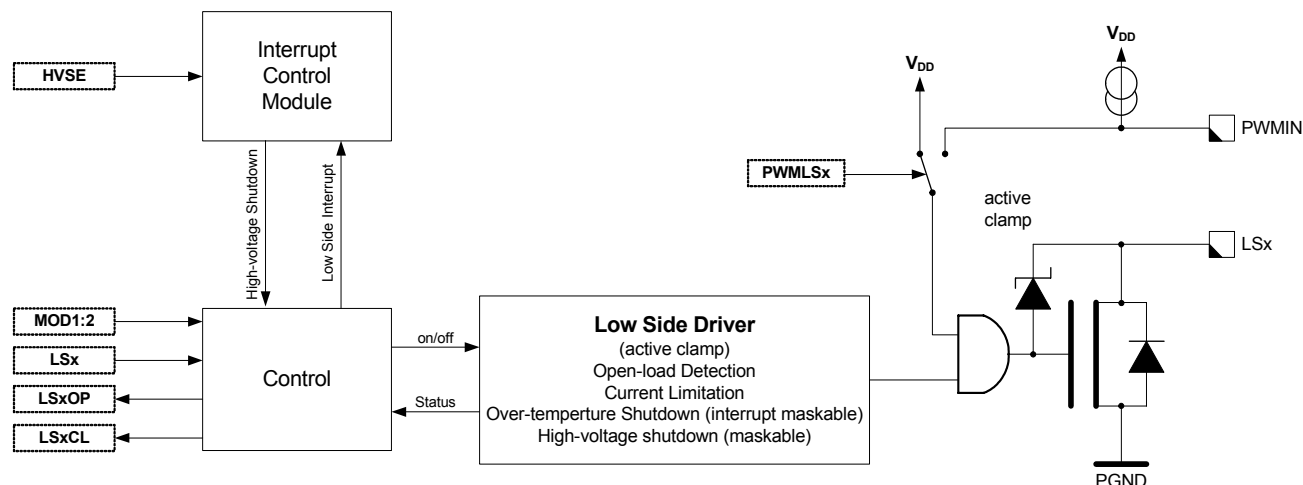 Interrupt
Control
Module
HVSE
VDD
VDD
PWMIN
PWMLSx
High-voltage Shutdown
Low Side Interrupt
active
clamp
LSx
MOD1:2
LSx
LSxOP
LSxCL
Control
on/off
Status
Low Side Driver
(active clamp)
Open-load Detection
Current Limitation
Over-temperture Shutdown (interrupt maskable)
High-voltage shutdown (maskable)
PGND